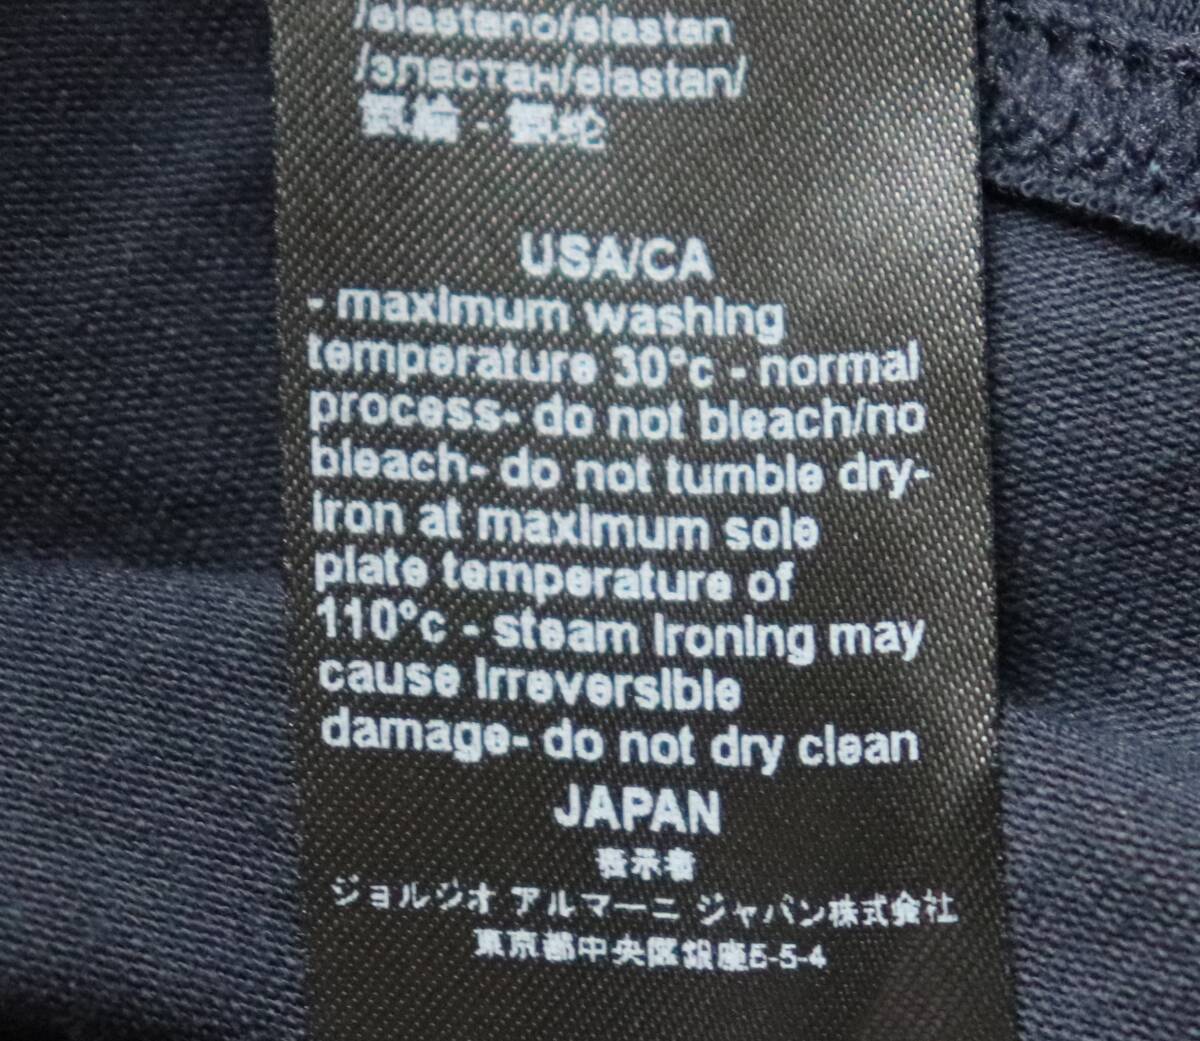 /elastano/elastan
/эластан/elastan/
氨綸 - 氨纶
USA/CA
- maximum washing
temperature 30°c - normal
process- do not bleach/no
bleach- do not tumble dry-
iron at maximum sole
plate temperature of
110°c - steam ironing may
cause irreversible
damage- do not dry clean
JAPAN
表示者
ジョルジオ アルマーニ ジャパン株式会社
東京都中央区銀座5-5-4